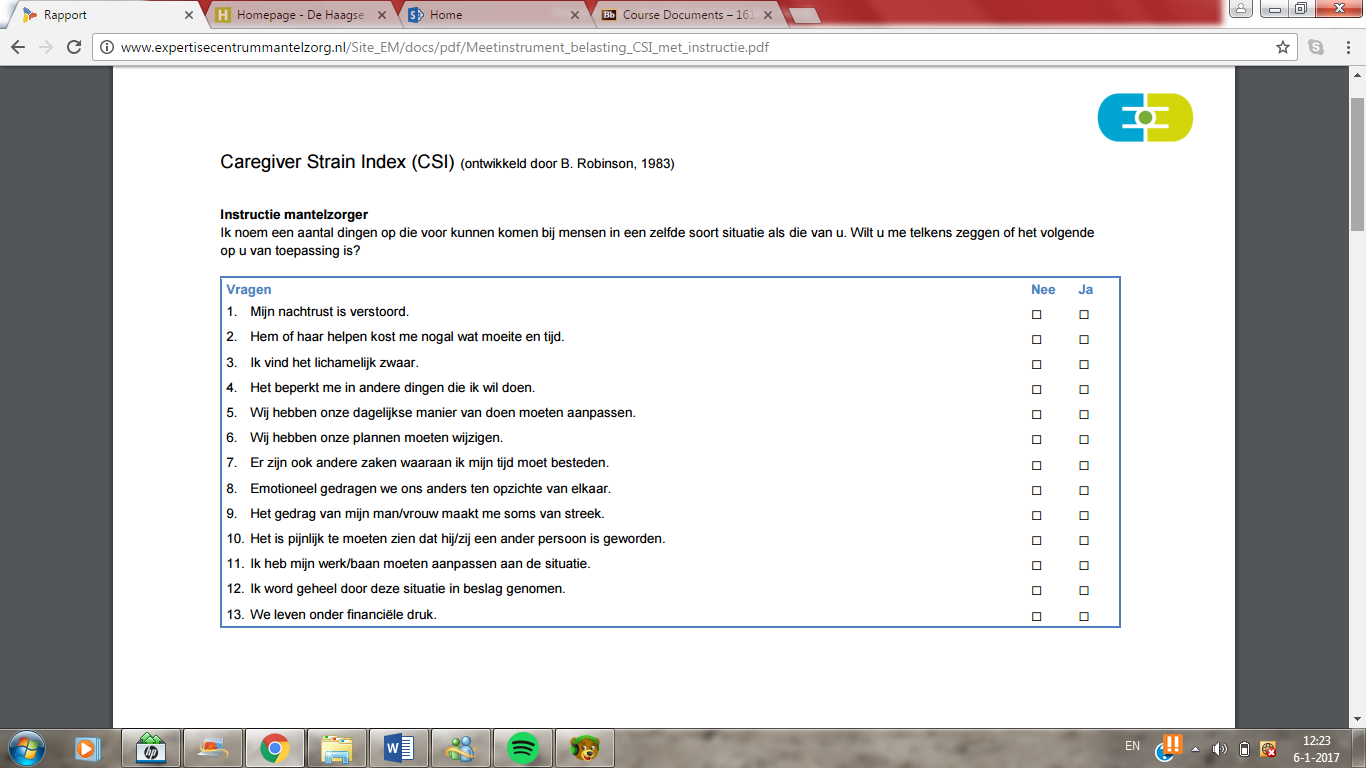 Rapport
Homepage - De Haagse
Home
Bb Course Documents – 161
www.expertisecentrummantelzorg.nl/Site_EM/docs/pdf/Meetinstrument_belasting_CSI_met_instructie.pdf
Caregiver Strain Index (CSI) (ontwikkeld door B. Robinson, 1983)
Instructie mantelzorger
Ik noem een aantal dingen op die voor kunnen komen bij mensen in een zelfde soort situatie als die van u. Wilt u me telkens zeggen of het volgende
op u van toepassing is?
Vragen Nee Ja
1. Mijn nachtrust is verstoord.
2. Hem of haar helpen kost me nogal wat moeite en tijd.
3. Ik vind het lichamelijk zwaar.
4. Het beperkt me in andere dingen die ik wil doen.
5. Wij hebben onze dagelijkse manier van doen moeten aanpassen.
6. Wij hebben onze plannen moeten wijzigen.
7. Er zijn ook andere zaken waaraan ik mijn tijd moet besteden.
8. Emotioneel gedragen we ons anders ten opzichte van elkaar.
9. Het gedrag van mijn man/vrouw maakt me soms van streek.
10. Het is pijnlijk te moeten zien dat hij/zij een ander persoon is geworden.
11. Ik heb mijn werk/baan moeten aanpassen aan de situatie.
12. Ik word geheel door deze situatie in beslag genomen.
13. We leven onder financiële druk.
EN
12:23
6-1-2017